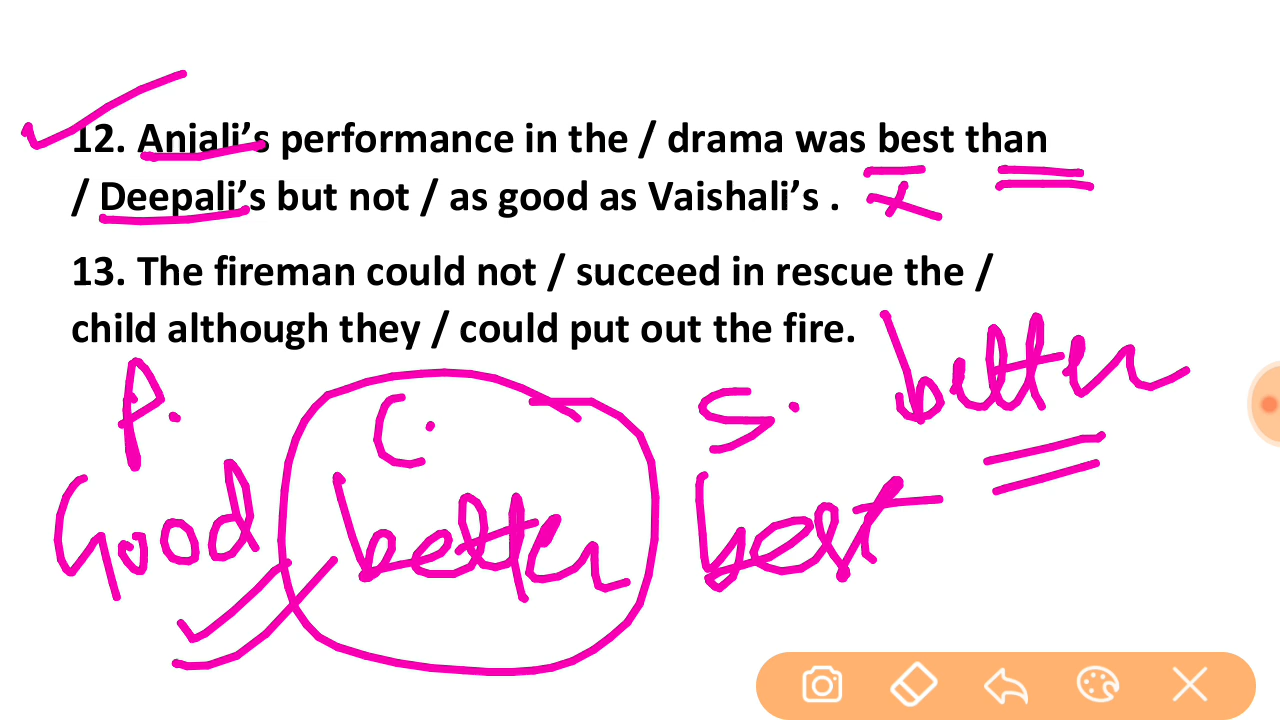 12. Anjali’s performance in the / drama was best than
/ Deepali’s but not / as good as Vaishali’s .
13. The fireman could not / succeed in rescue the /
child although they / could put out the fire.
better
P. C. S.
Good better best